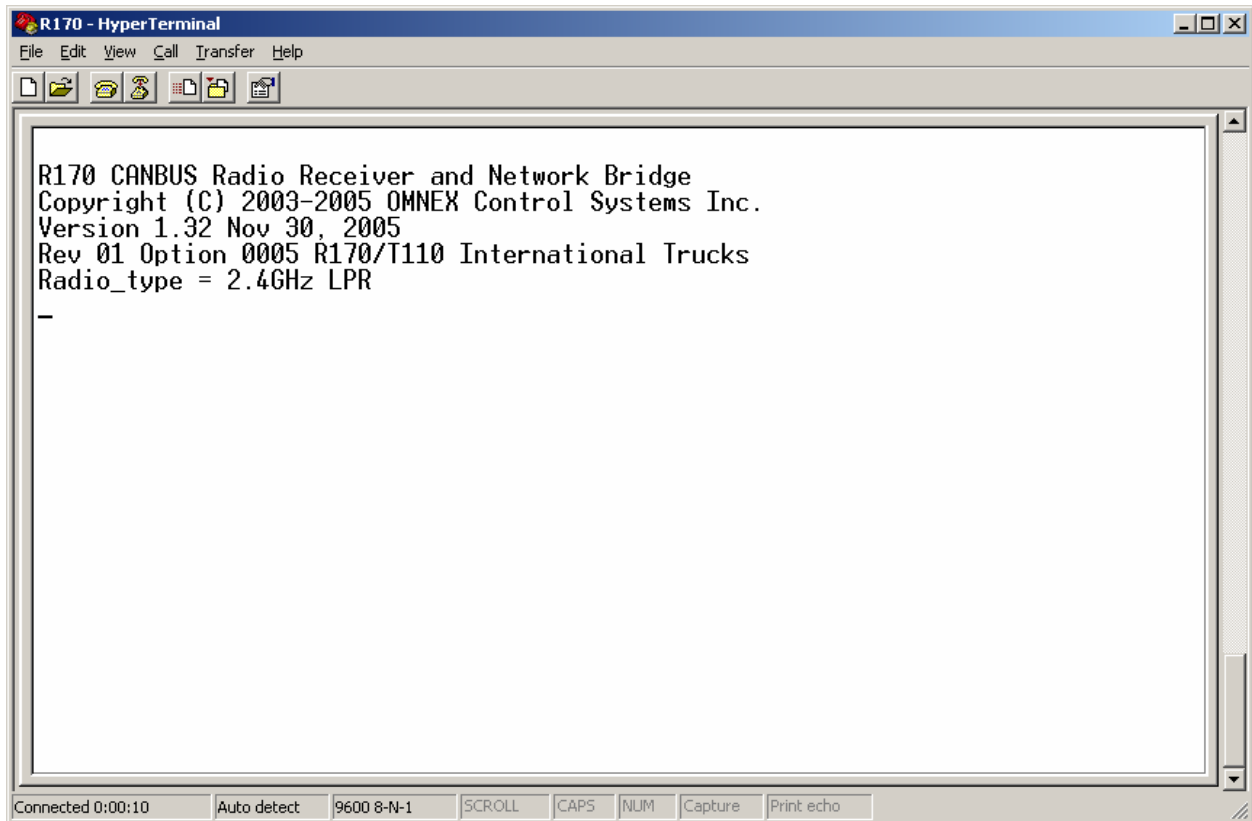 R170 - HyperTerminal
File Edit View Call Transfer Help
R170 CANBUS Radio Receiver and Network Bridge
Copyright (C) 2003-2005 OMNEX Control Systems Inc.
Version 1.32 Nov 30, 2005
Rev 01 Option 0005 R170/T110 International Trucks
Radio_type = 2.4GHz LPR
_
Connected 0:00:10 Auto detect 9600 8-N-1 SCROLL CAPS NUM Capture Print echo